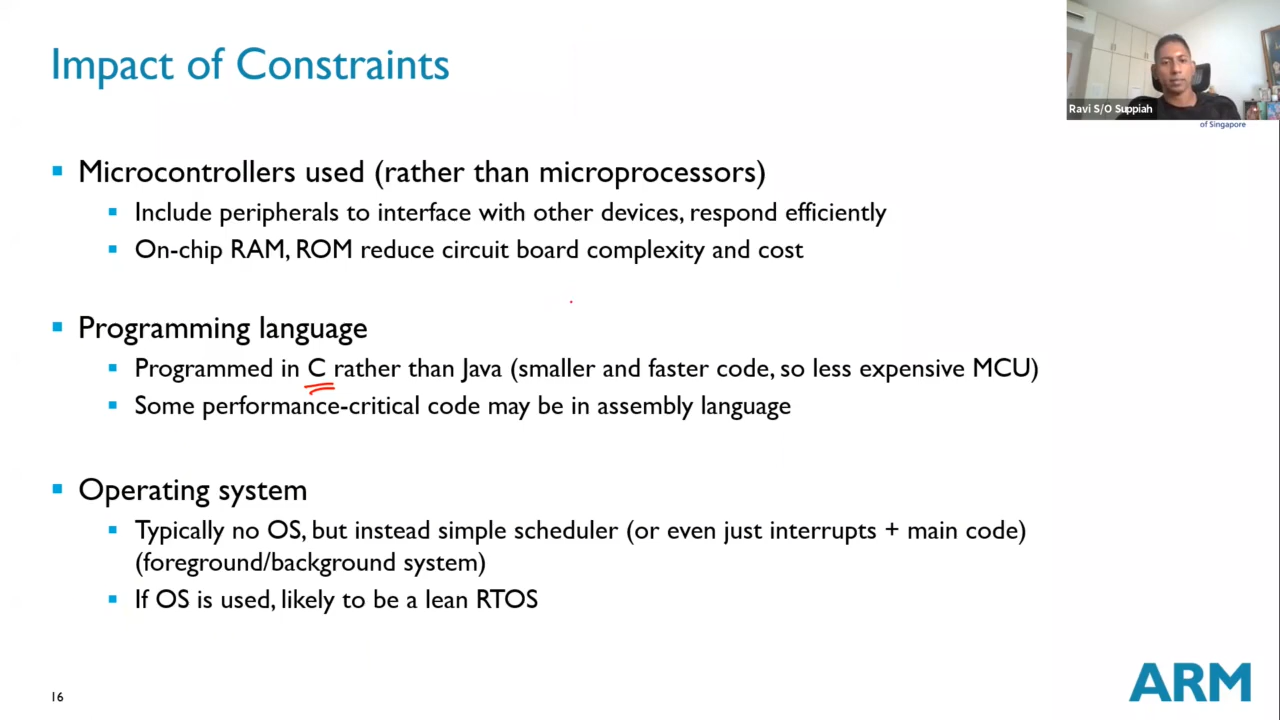 Impact of Constraints
Ravi S/O Suppiah
of Singapore
Microcontrollers used (rather than microprocessors)
Include peripherals to interface with other devices, respond efficiently
On-chip RAM, ROM reduce circuit board complexity and cost
Programming language
Programmed in C rather than Java (smaller and faster code, so less expensive MCU)
Some performance-critical code may be in assembly language
Operating system
Typically no OS, but instead simple scheduler (or even just interrupts + main code)
(foreground/background system)
If OS is used, likely to be a lean RTOS
16
ARM